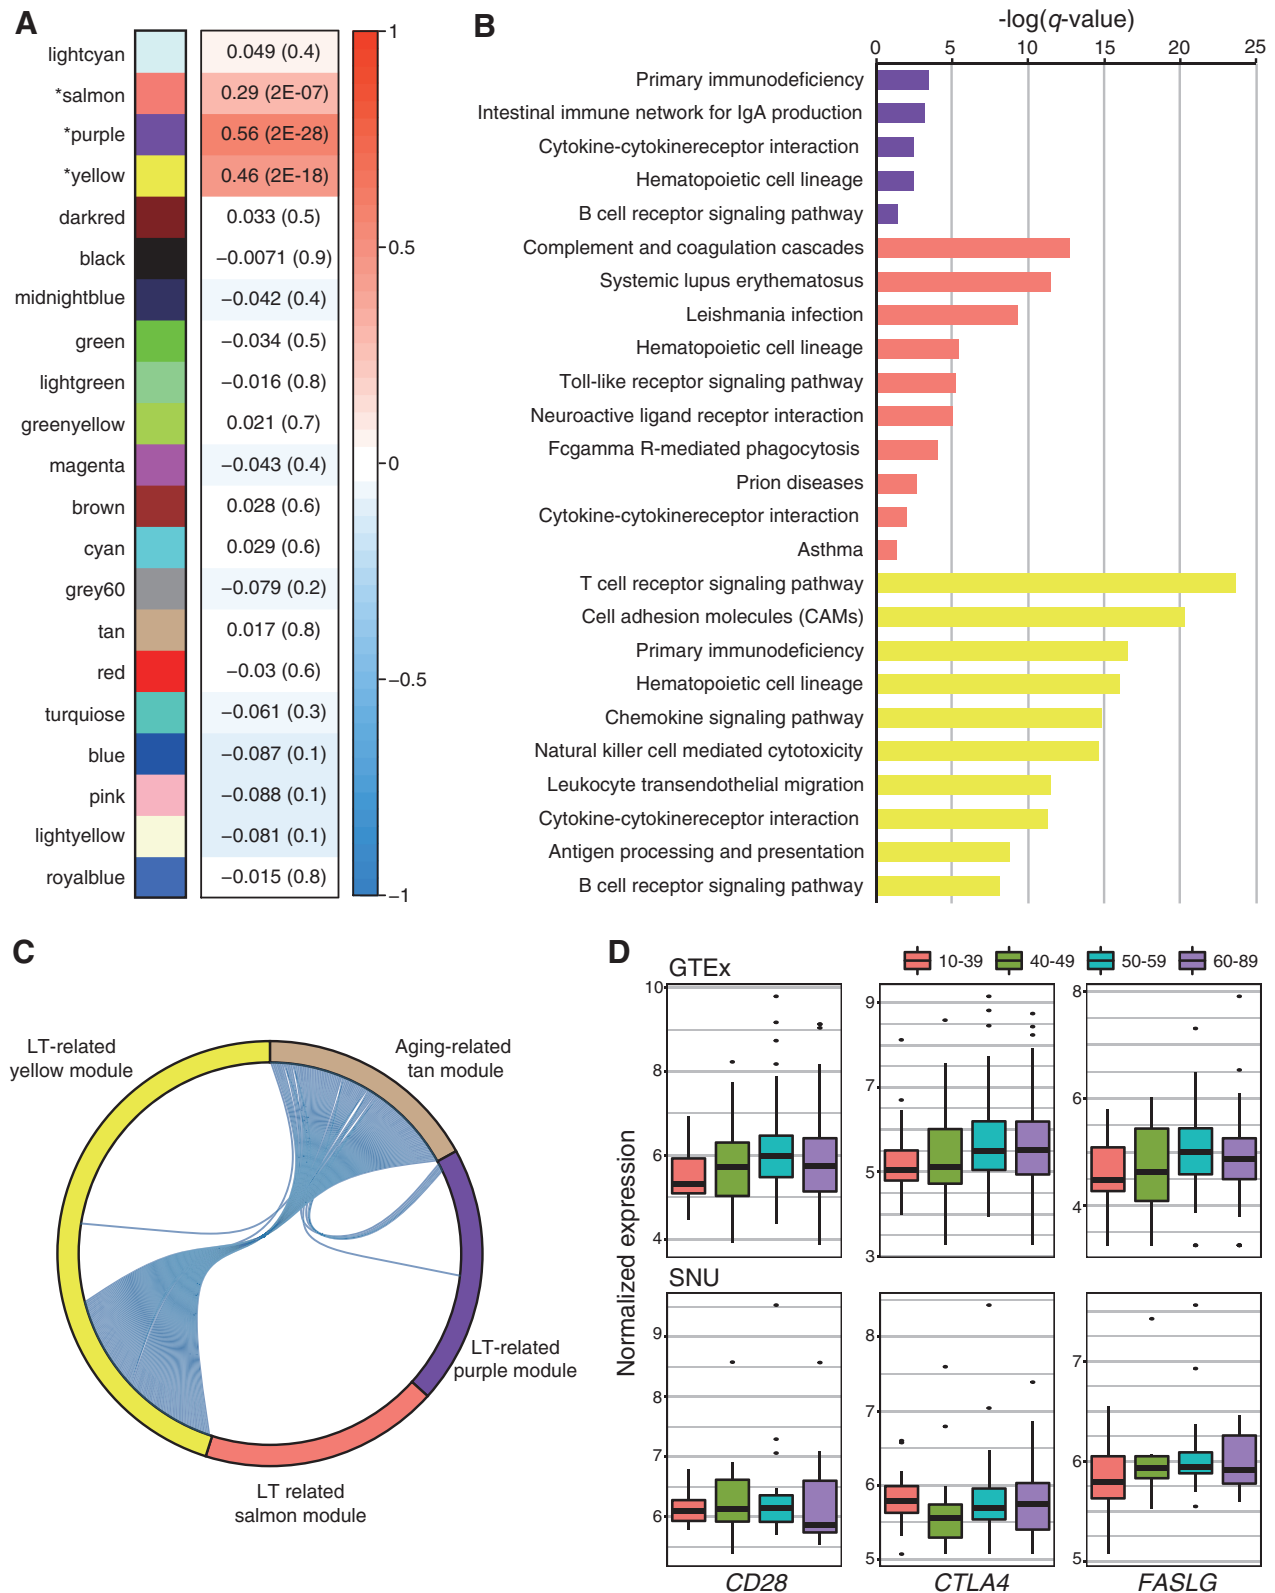 A
lightcyan 0.049 (0.4)
*salmon 0.29 (2E-07)
*purple 0.56 (2E-28)
*yellow 0.46 (2E-18)
darkred 0.033 (0.5)
black −0.0071 (0.9)
midnightblue −0.042 (0.4)
green −0.034 (0.5)
lightgreen −0.016 (0.8)
greenyellow 0.021 (0.7)
magenta −0.043 (0.4)
brown 0.028 (0.6)
cyan 0.029 (0.6)
grey60 −0.079 (0.2)
tan 0.017 (0.8)
red −0.03 (0.6)
turquiose −0.061 (0.3)
blue −0.087 (0.1)
pink −0.088 (0.1)
lightyellow −0.081 (0.1)
royalblue −0.015 (0.8)
1
0.5
0
−0.5
−1
B
-log(q-value)
0 5 10 15 20 25
Primary immunodeficiency
Intestinal immune network for IgA production
Cytokine-cytokinereceptor interaction
Hematopoietic cell lineage
B cell receptor signaling pathway
Complement and coagulation cascades
Systemic lupus erythematosus
Leishmania infection
Hematopoietic cell lineage
Toll-like receptor signaling pathway
Neuroactive ligand receptor interaction
Fcgamma R-mediated phagocytosis
Prion diseases
Cytokine-cytokinereceptor interaction
Asthma
T cell receptor signaling pathway
Cell adhesion molecules (CAMs)
Primary immunodeficiency
Hematopoietic cell lineage
Chemokine signaling pathway
Natural killer cell mediated cytotoxicity
Leukocyte transendothelial migration
Cytokine-cytokinereceptor interaction
Antigen processing and presentation
B cell receptor signaling pathway
C
LT-related
yellow module
Aging-related
tan module
LT-related
purple module
LT related
salmon module
D
10-39 40-49 50-59 60-89
GTEx
Normalized expression
10
8
6
4
9
7
5
3
8
6
4
SNU
9
8
7
6
8
7
6
5
7
6
5
CD28 CTLA4 FASLG